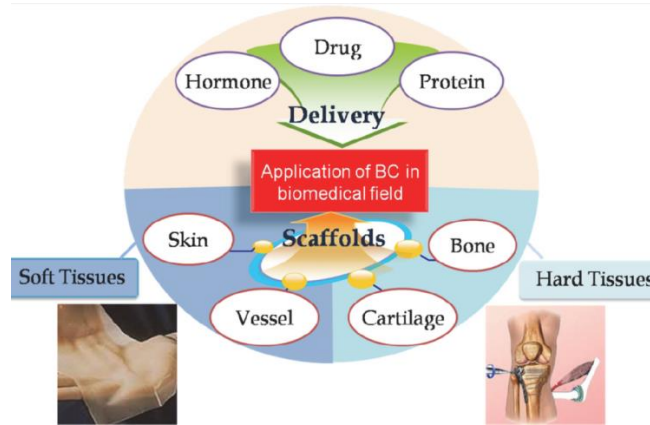 Drug
Hormone
Protein
Delivery
Application of BC in
biomedical field
Skin
Scaffolds
Bone
Soft Tissues
Hard Tissues
Vessel
Cartilage